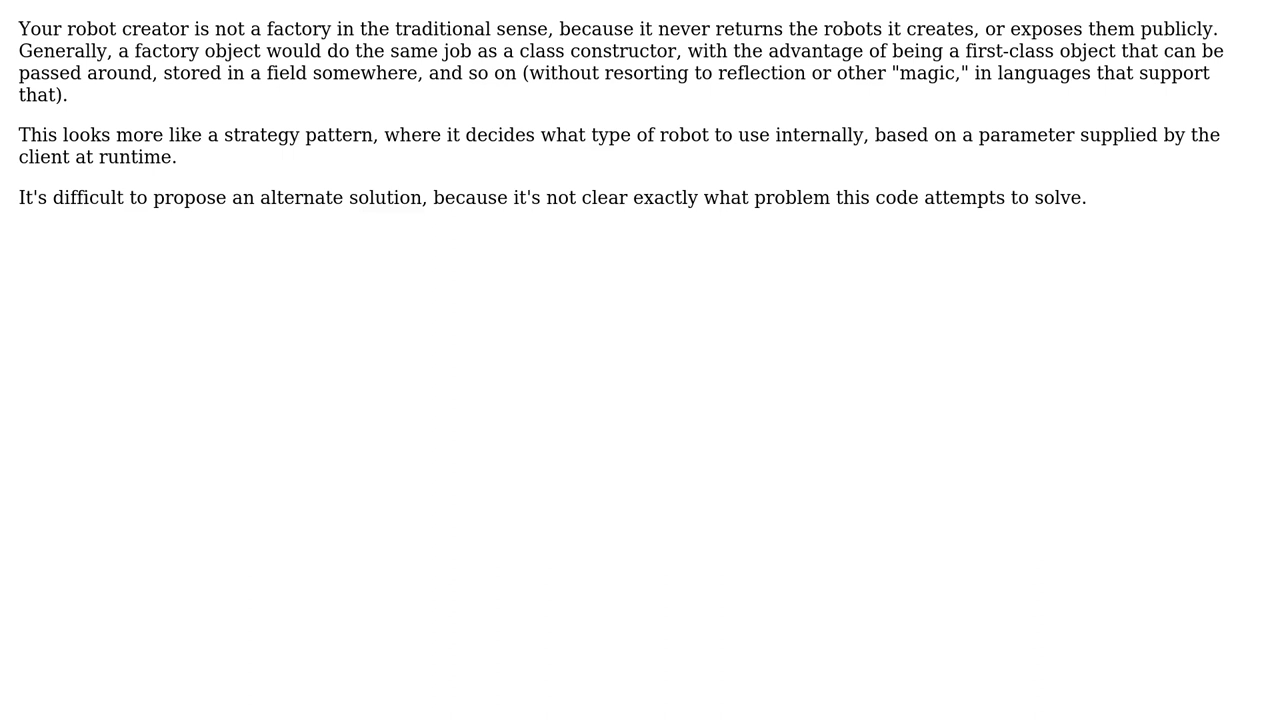 Your robot creator is not a factory in the traditional sense, because it never returns the robots it creates, or exposes them publicly.
Generally, a factory object would do the same job as a class constructor, with the advantage of being a first-class object that can be
passed around, stored in a field somewhere, and so on (without resorting to reflection or other "magic," in languages that support
that).
This looks more like a strategy pattern, where it decides what type of robot to use internally, based on a parameter supplied by the
client at runtime.
It's difficult to propose an alternate solution, because it's not clear exactly what problem this code attempts to solve.